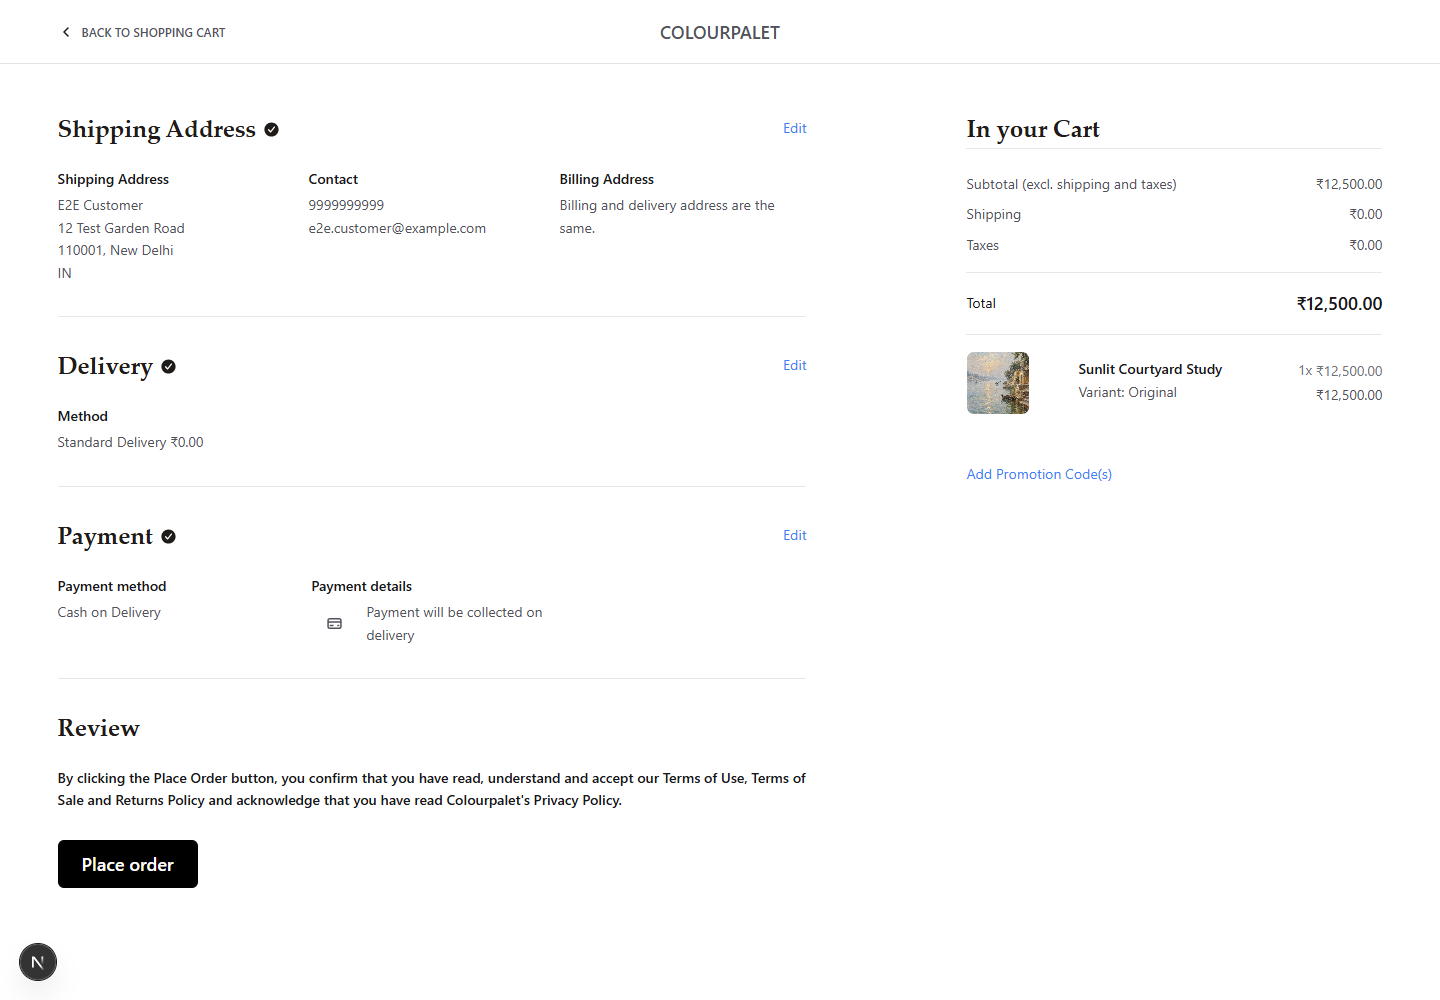 BACK TO SHOPPING CART
COLOURPALET
Shipping Address
Edit
Shipping Address
E2E Customer
12 Test Garden Road
110001, New Delhi
IN
Contact
9999999999
e2e.customer@example.com
Billing Address
Billing and delivery address are the
same.
Delivery
Edit
Method
Standard Delivery ₹0.00
Payment
Edit
Payment method
Cash on Delivery
Payment details
Payment will be collected on
delivery
Review
By clicking the Place Order button, you confirm that you have read, understand and accept our Terms of Use, Terms of
Sale and Returns Policy and acknowledge that you have read Colourpalet's Privacy Policy.
Place order
In your Cart
Subtotal (excl. shipping and taxes) ₹12,500.00
Shipping ₹0.00
Taxes ₹0.00
Total ₹12,500.00
Sunlit Courtyard Study 1x ₹12,500.00
Variant: Original ₹12,500.00
Add Promotion Code(s)
N